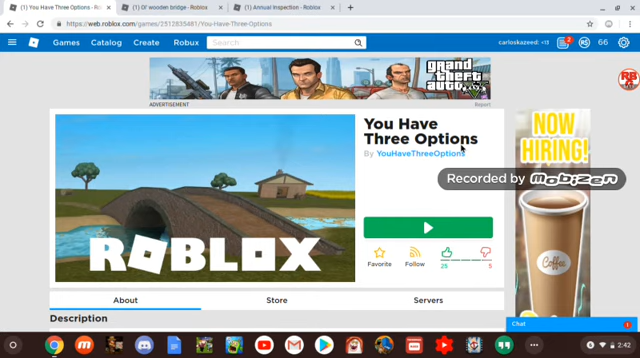 (1) You Have Three Options - Ro
Ol' wooden bridge - Roblox
(1) Annual Inspection - Roblox
https://web.roblox.com/games/2512835481/You-Have-Three-Options
Games
Catalog
Create
Robux
Search
carloskazeed: <13
2
66
grand
theft
auto
V
ADVERTISEMENT
Report
RB
You Have
Three Options
By YouHaveThreeOptions
ROBLOX
Favorite
Follow
25
5
NOW
HIRING!
Coffee
Recorded by Mobizen
About
Store
Servers
Description
Chat
1
2:42